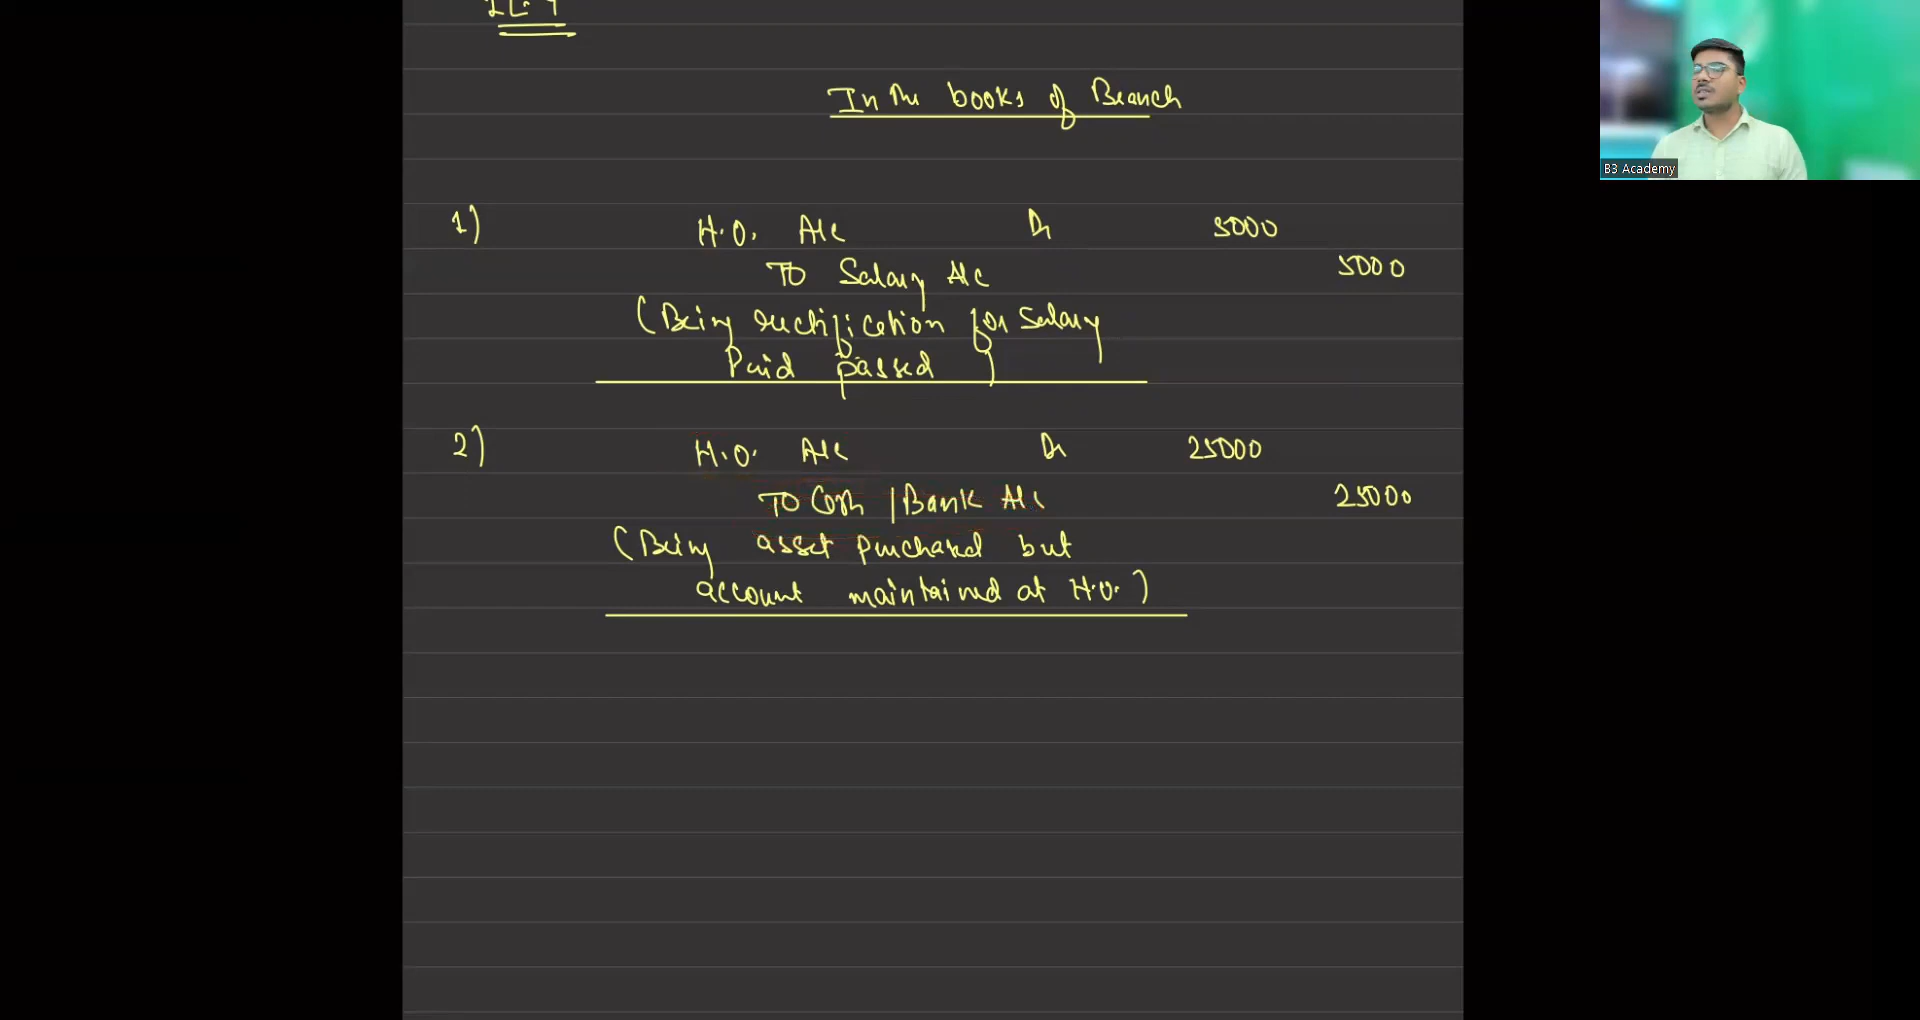 In the books of Branch
B3 Academy
1) H.O. A/c Dr 5000
To Salary A/c 5000
(Being rectification for Salary
Paid passed)
2) H.O. A/c Dr 25000
To Cash / Bank A/c 25000
(Being asset purchased but
account maintained at H.O.)